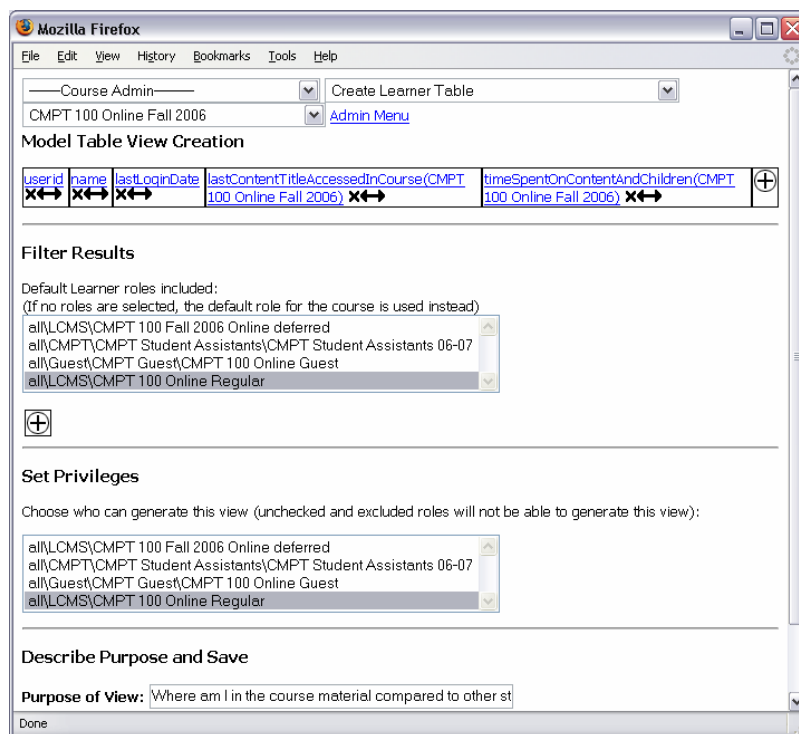 Mozilla Firefox
File Edit View History Bookmarks Tools Help
——Course Admin—— Create Learner Table
CMPT 100 Online Fall 2006 Admin Menu
Model Table View Creation
userid name lastLoginDate lastContentTitleAccessedInCourse(CMPT timeSpentOnContentAndChildren(CMPT
100 Online Fall 2006) 100 Online Fall 2006)
Filter Results
Default Learner roles included:
(If no roles are selected, the default role for the course is used instead)
all\LCMS\CMPT 100 Fall 2006 Online deferred
all\CMPT\CMPT Student Assistants\CMPT Student Assistants 06-07
all\Guest\CMPT Guest\CMPT 100 Online Guest
all\LCMS\CMPT 100 Online Regular
Set Privileges
Choose who can generate this view (unchecked and excluded roles will not be able to generate this view):
all\LCMS\CMPT 100 Fall 2006 Online deferred
all\CMPT\CMPT Student Assistants\CMPT Student Assistants 06-07
all\Guest\CMPT Guest\CMPT 100 Online Guest
all\LCMS\CMPT 100 Online Regular
Describe Purpose and Save
Purpose of View: Where am I in the course material compared to other st
Done